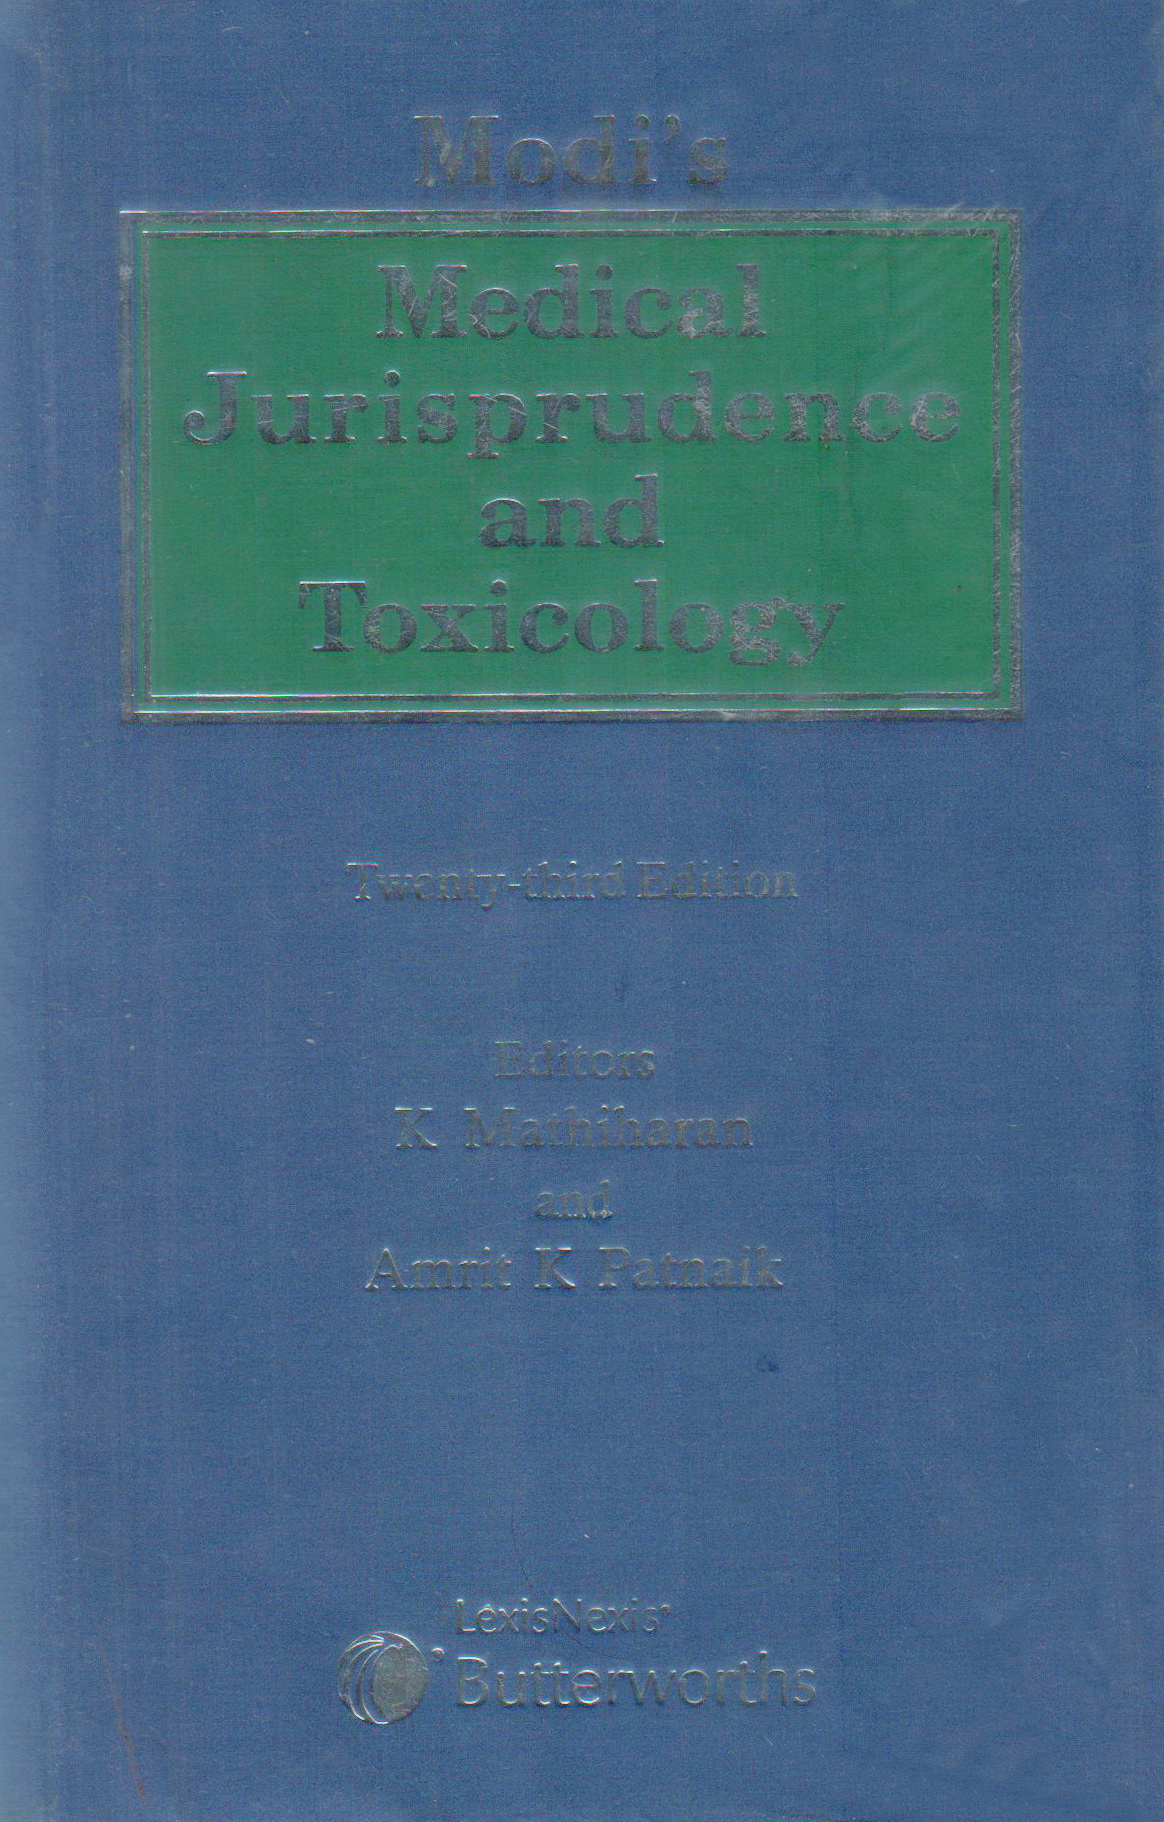 Modi's
Medical
Jurisprudence
and
Toxicology
Twenty-third Edition
Editors
K Mathiharan
and
Amrit K Patnaik
LexisNexis®
Butterworths